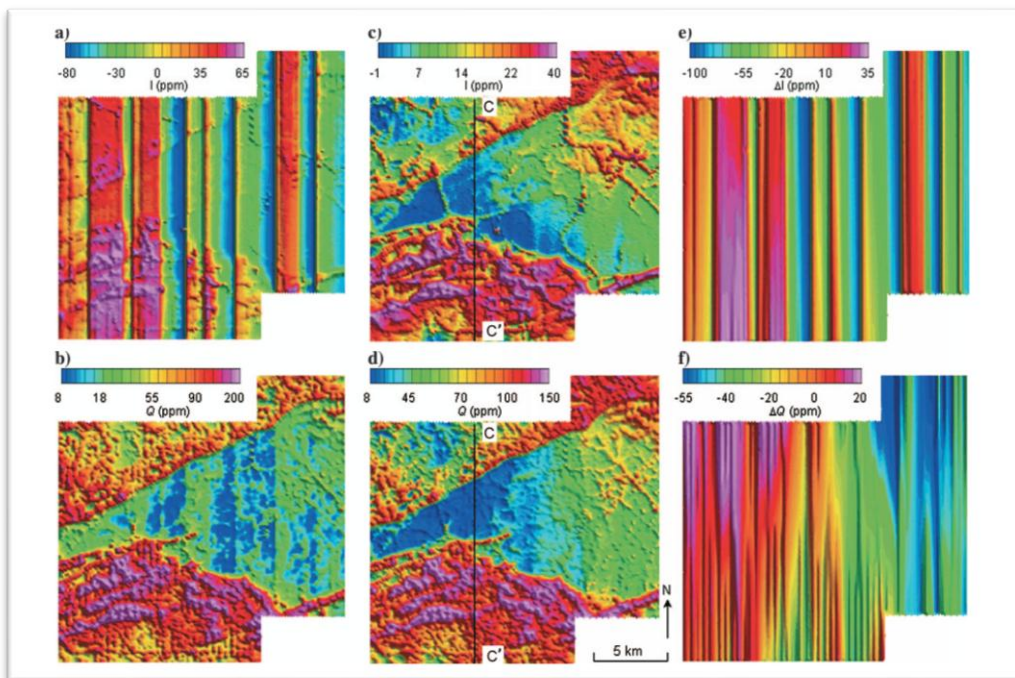 a)
-80 -30 0 35 65
I (ppm)
c)
-1 7 14 22 40
I (ppm)
e)
-100 -55 -20 10 35
ΔI (ppm)
C
C'
b)
8 18 55 90 200
Q (ppm)
d)
8 45 70 100 150
Q (ppm)
f)
-55 -40 -20 0 20
ΔQ (ppm)
C
C'
N
5 km